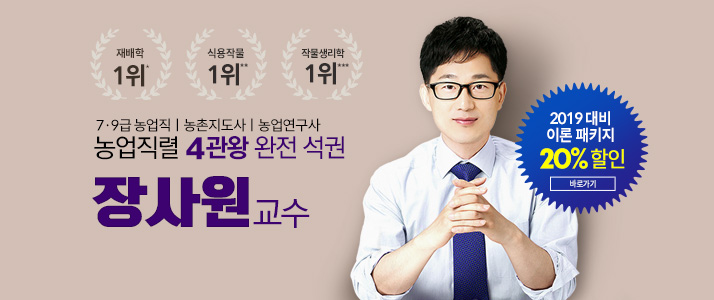 재배학
1위*
식용작물
1위**
작물생리학
1위***
7·9급 농업직 | 농촌지도사 | 농업연구사
농업직렬 4관왕 완전 석권
장사원 교수
2019 대비
이론 패키지
20% 할인
바로가기